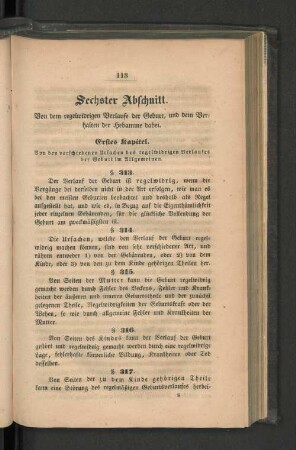 113
Sechster Abschnitt.
Von dem regelwidrigen Verlaufe der Geburt, und dem Ver-
halten der Hebamme dabei.
Erstes Kapitel.
Von den verschiedenen Ursachen des regelwidrigen Verlaufes
der Geburt im Allgemeinen.
§ 313.
Der Verlauf der Geburt ist regelwidrig, wenn die
Vorgänge bei derselben nicht in der Art erfolgen, wie man es
bei den meisten Geburten beobachtet und deshalb als Regel
aufgestellt hat, und wie es, in Bezug auf die Eigenthümlichkeit
jeder einzelnen Gebärenden, für die glückliche Vollendung der
Geburt am zweckmäßigsten ist.
§ 314.
Die Ursachen, welche den Verlauf der Geburt regel-
widrig machen können, sind von sehr verschiedener Art, und
rühren entweder 1) von der Gebärenden, oder 2) von dem
Kinde, oder 3) von den zu dem Kinde gehörigen Theilen her.
§ 315.
Von Seiten der Mutter kann die Geburt regelwidrig
gemacht werden durch Fehler des Beckens, Fehler und Krank-
heiten der äußeren und inneren Geburtstheile und der denselben
gelegenen Theile, Regelwidrigkeiten der Geburtskraft oder der
Wehen, so wie durch allgemeine Fehler und Krankheiten der
Mutter.
§ 316.
Von Seiten des Kindes kann der Verlauf der Geburt
gestört und regelwidrig gemacht werden durch eine regelwidrige
Lage, fehlerhafte körperliche Bildung, Krankheiten oder Tod
desselben.
§ 317.
Von Seiten der zu dem Kinde gehörigen Theile
kann eine Störung des regelmäßigen Geburtsverlaufes herbei-
8